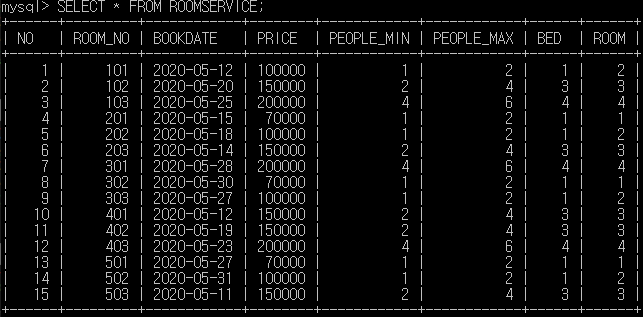 mysql> SELECT * FROM ROOMSERVICE;
+----+---------+------------+--------+------------+------------+-----+------+
| NO | ROOM_NO | BOOKDATE | PRICE | PEOPLE_MIN | PEOPLE_MAX | BED | ROOM |
+----+---------+------------+--------+------------+------------+-----+------+
| 1 | 101 | 2020-05-12 | 100000 | 1 | 2 | 1 | 2 |
| 2 | 102 | 2020-05-20 | 150000 | 2 | 4 | 3 | 3 |
| 3 | 103 | 2020-05-25 | 200000 | 4 | 6 | 4 | 4 |
| 4 | 201 | 2020-05-15 | 70000 | 1 | 2 | 1 | 1 |
| 5 | 202 | 2020-05-18 | 100000 | 1 | 2 | 1 | 2 |
| 6 | 203 | 2020-05-14 | 150000 | 2 | 4 | 3 | 3 |
| 7 | 301 | 2020-05-28 | 200000 | 4 | 6 | 4 | 4 |
| 8 | 302 | 2020-05-30 | 70000 | 1 | 2 | 1 | 1 |
| 9 | 303 | 2020-05-27 | 100000 | 1 | 2 | 1 | 2 |
| 10 | 401 | 2020-05-12 | 150000 | 2 | 4 | 3 | 3 |
| 11 | 402 | 2020-05-19 | 150000 | 2 | 4 | 3 | 3 |
| 12 | 403 | 2020-05-23 | 200000 | 4 | 6 | 4 | 4 |
| 13 | 501 | 2020-05-27 | 70000 | 1 | 2 | 1 | 1 |
| 14 | 502 | 2020-05-31 | 100000 | 1 | 2 | 1 | 2 |
| 15 | 503 | 2020-05-11 | 150000 | 2 | 4 | 3 | 3 |
+----+---------+------------+--------+------------+------------+-----+------+